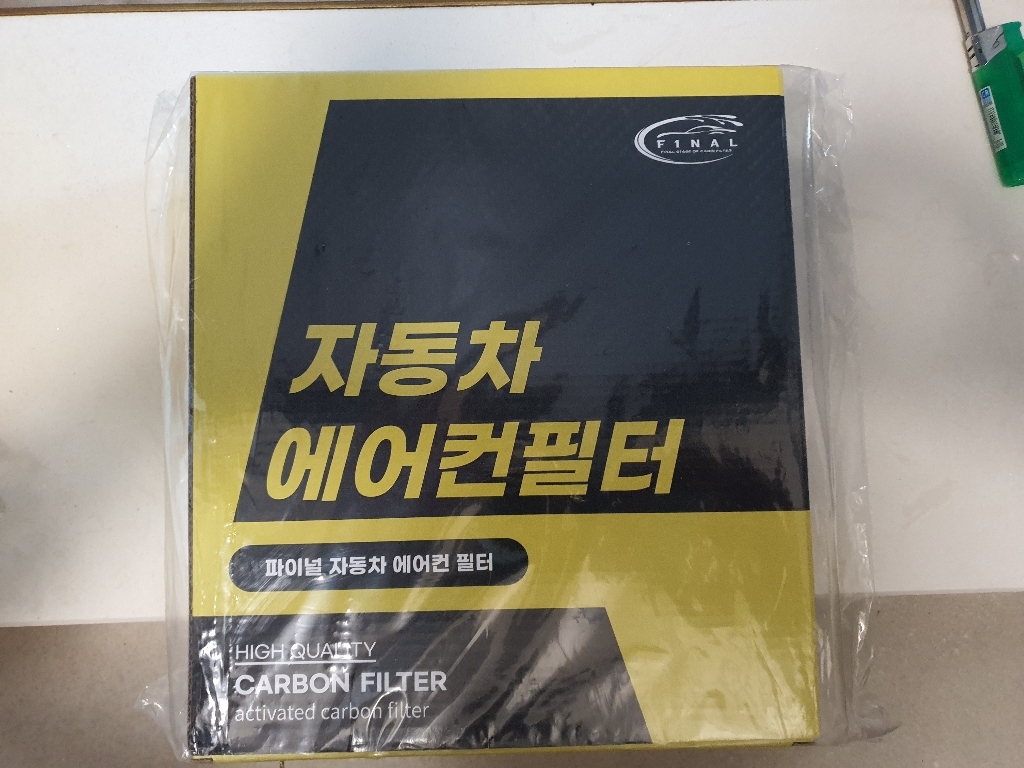 F1NAL
자동차
에어컨필터
파이널 자동차 에어컨 필터
HIGH QUALITY
CARBON FILTER
activated carbon filter